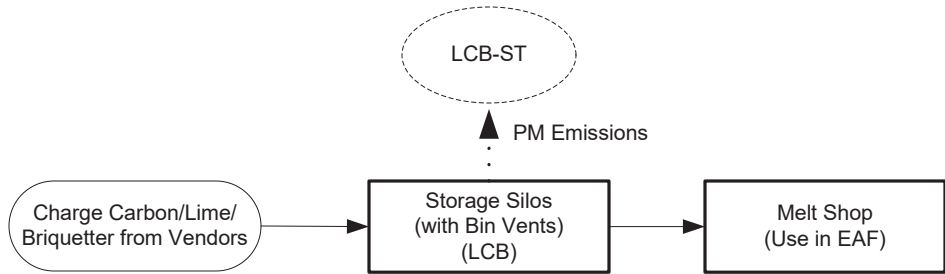 LCB-ST
PM Emissions
Charge Carbon/Lime/
Briquetter from Vendors
Storage Silos
(with Bin Vents)
(LCB)
Melt Shop
(Use in EAF)